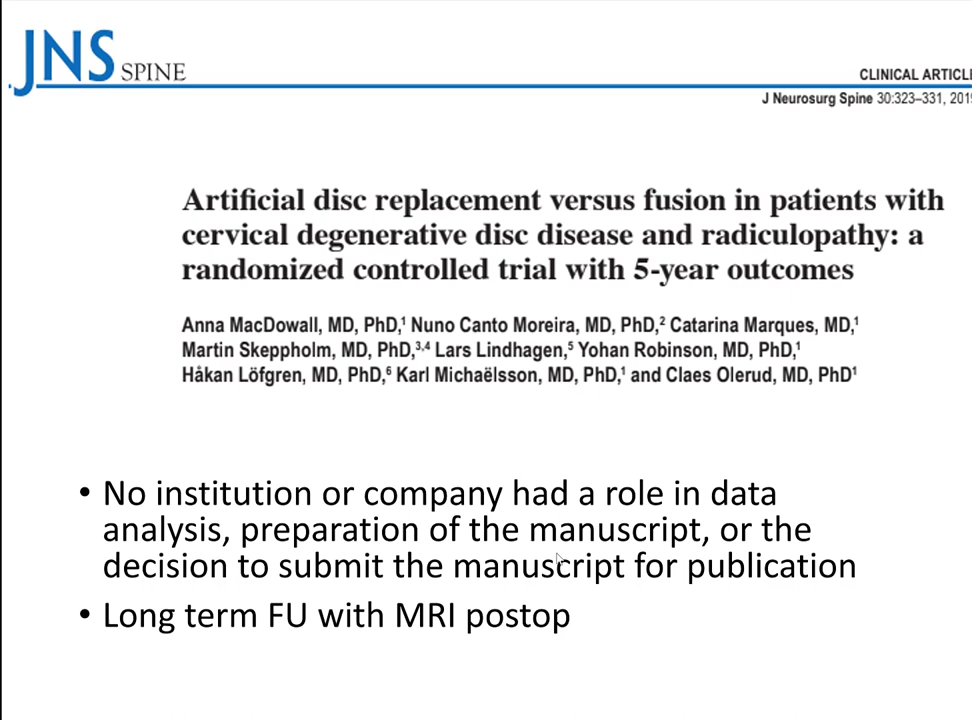 JNS SPINE
CLINICAL ARTICLE
J Neurosurg Spine 30:323–331, 2019
Artificial disc replacement versus fusion in patients with
cervical degenerative disc disease and radiculopathy: a
randomized controlled trial with 5-year outcomes
Anna MacDowall, MD, PhD,¹ Nuno Canto Moreira, MD, PhD,² Catarina Marques, MD,¹
Martin Skeppholm, MD, PhD,³,⁴ Lars Lindhagen,⁵ Yohan Robinson, MD, PhD,¹
Håkan Löfgren, MD, PhD,⁶ Karl Michaëlsson, MD, PhD,¹ and Claes Olerud, MD, PhD¹
• No institution or company had a role in data
analysis, preparation of the manuscript, or the
decision to submit the manuscript for publication
• Long term FU with MRI postop